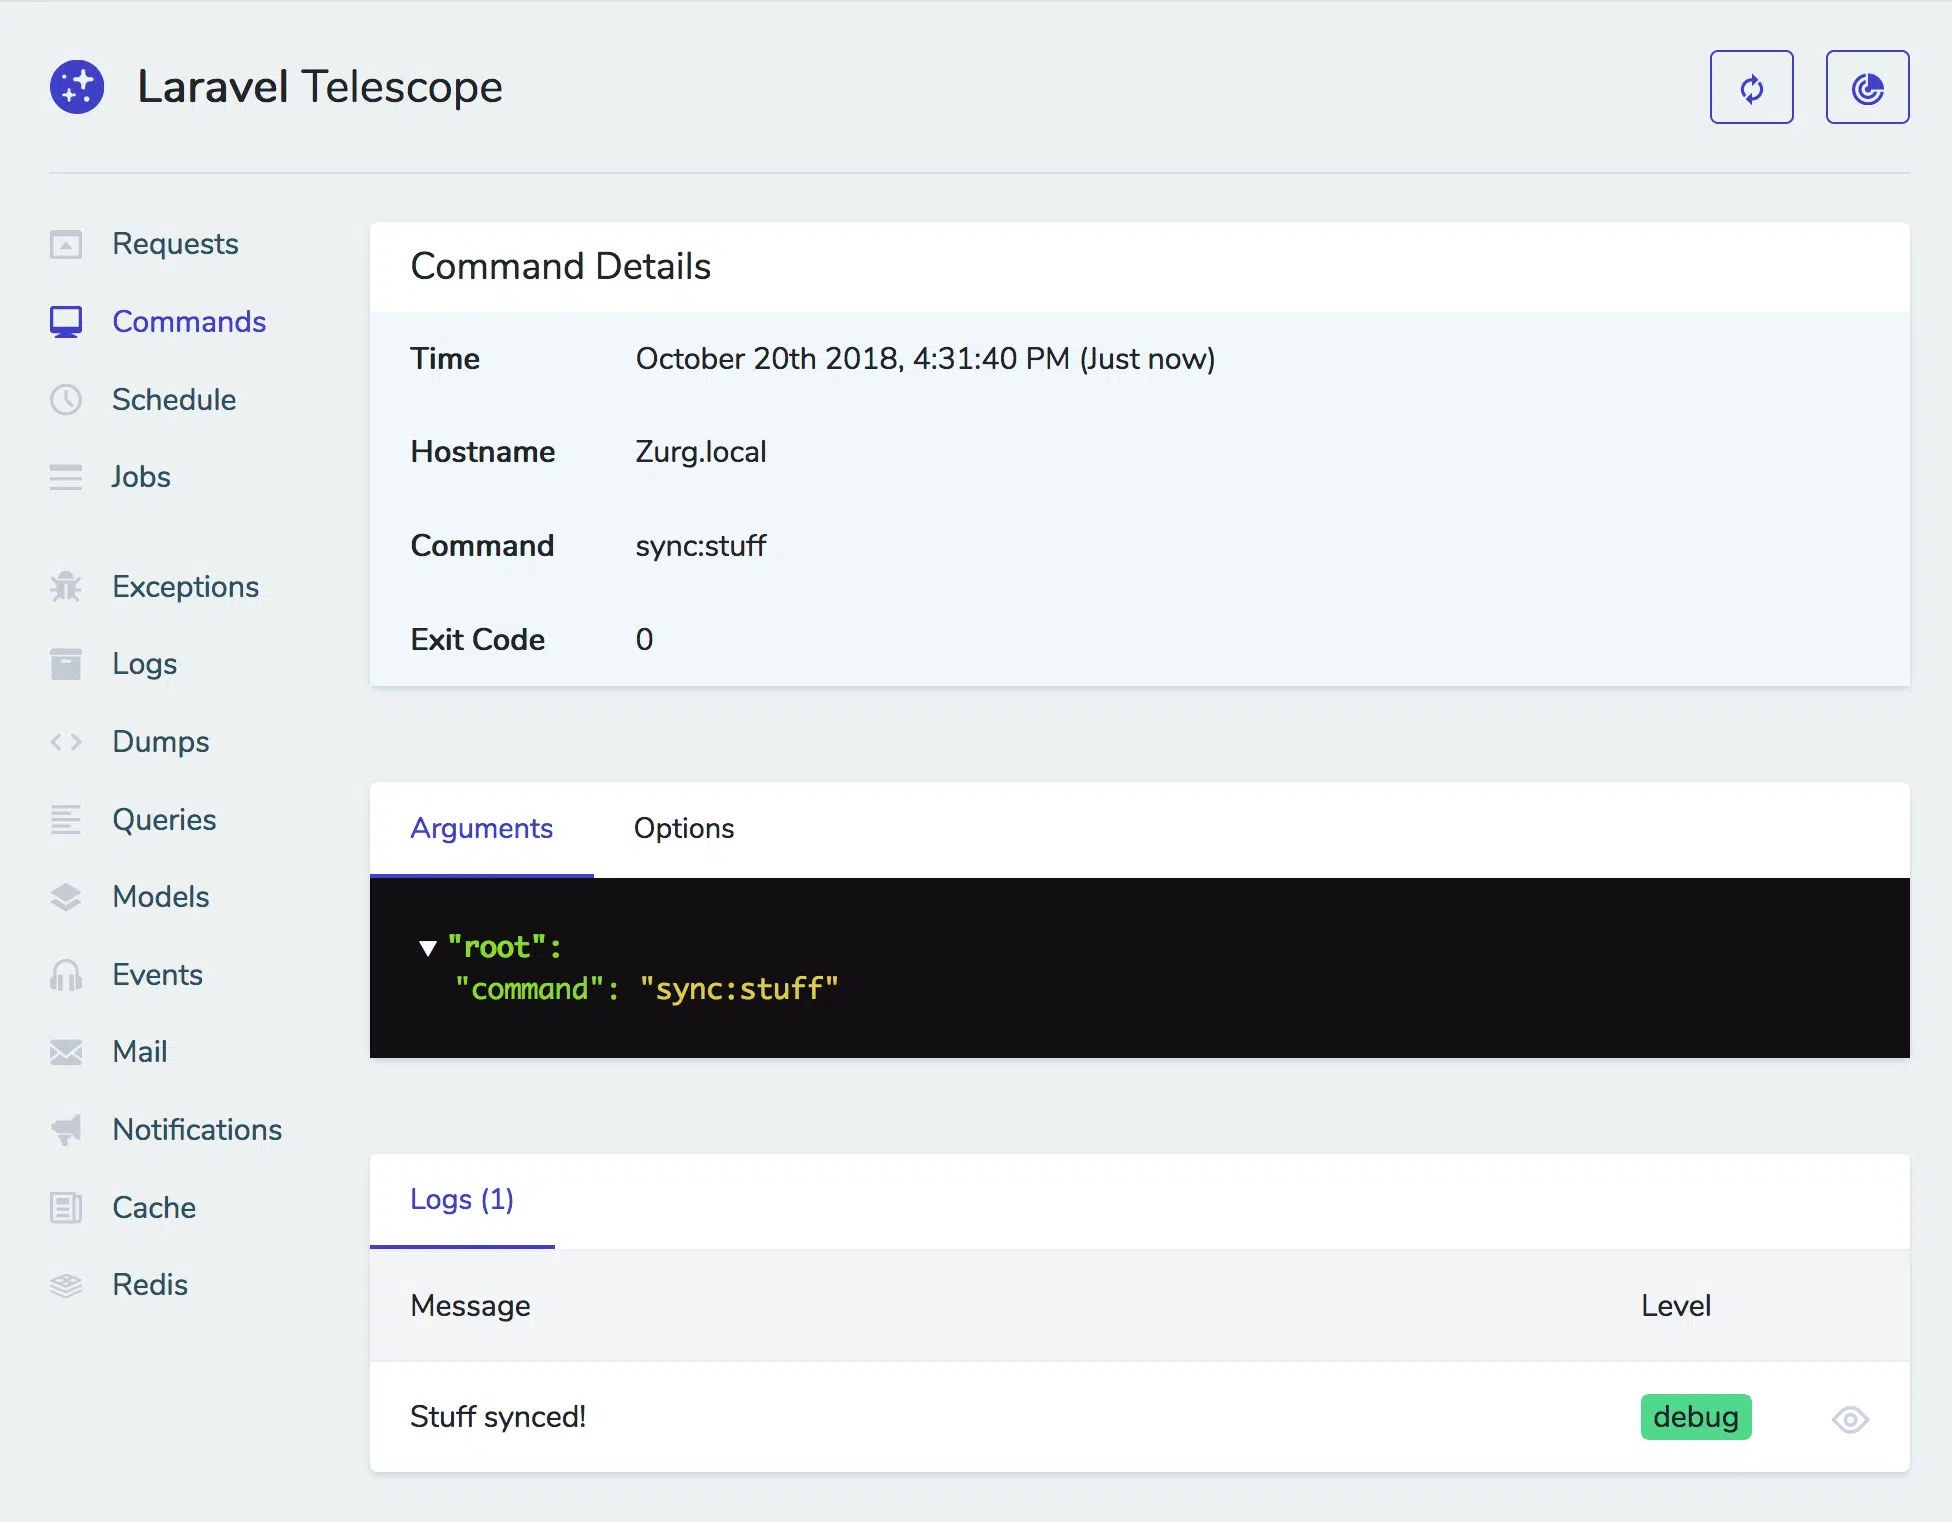 Laravel Telescope
Requests
Commands
Schedule
Jobs
Exceptions
Logs
Dumps
Queries
Models
Events
Mail
Notifications
Cache
Redis
Command Details
Time October 20th 2018, 4:31:40 PM (Just now)
Hostname Zurg.local
Command sync:stuff
Exit Code 0
Arguments Options
▼ "root":
"command": "sync:stuff"
Logs (1)
Message Level
Stuff synced! debug